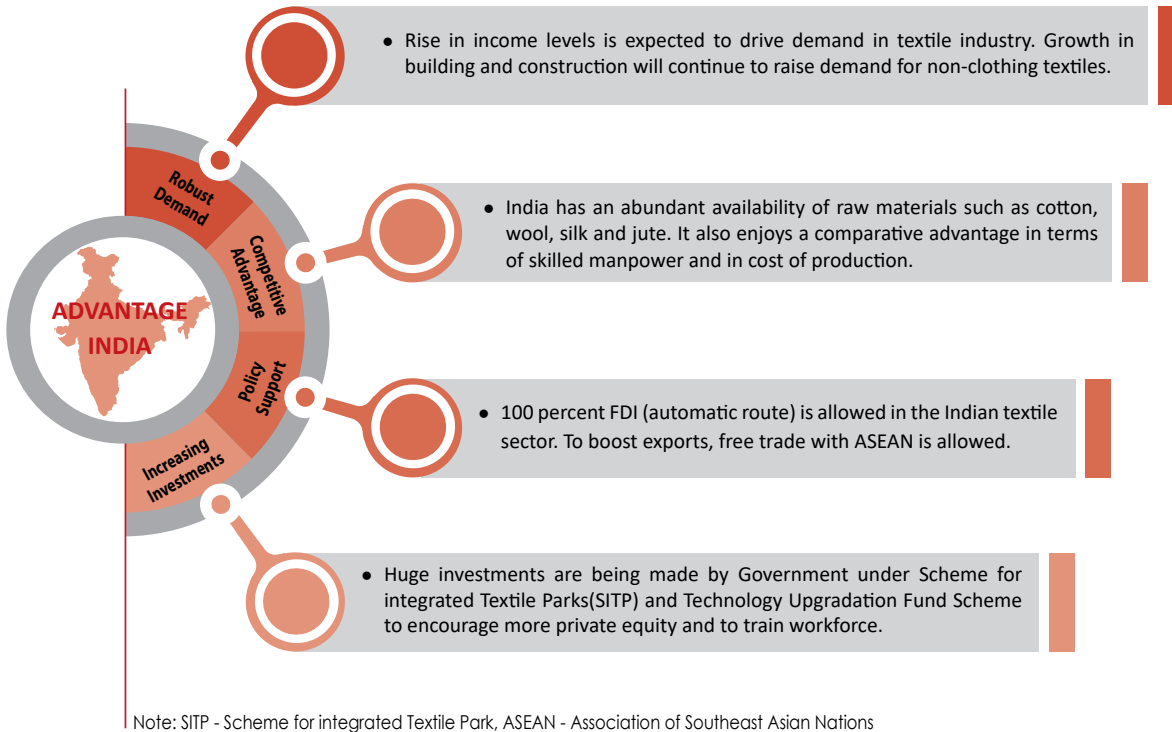 ● Rise in income levels is expected to drive demand in textile industry. Growth in
building and construction will continue to raise demand for non-clothing textiles.
Robust
Demand
● India has an abundant availability of raw materials such as cotton,
wool, silk and jute. It also enjoys a comparative advantage in terms
of skilled manpower and in cost of production.
Competitive
Advantage
ADVANTAGE
INDIA
Policy
Support
● 100 percent FDI (automatic route) is allowed in the Indian textile
sector. To boost exports, free trade with ASEAN is allowed.
Increasing
Investments
● Huge investments are being made by Government under Scheme for
integrated Textile Parks(SITP) and Technology Upgradation Fund Scheme
to encourage more private equity and to train workforce.
Note: SITP - Scheme for integrated Textile Park, ASEAN - Association of Southeast Asian Nations